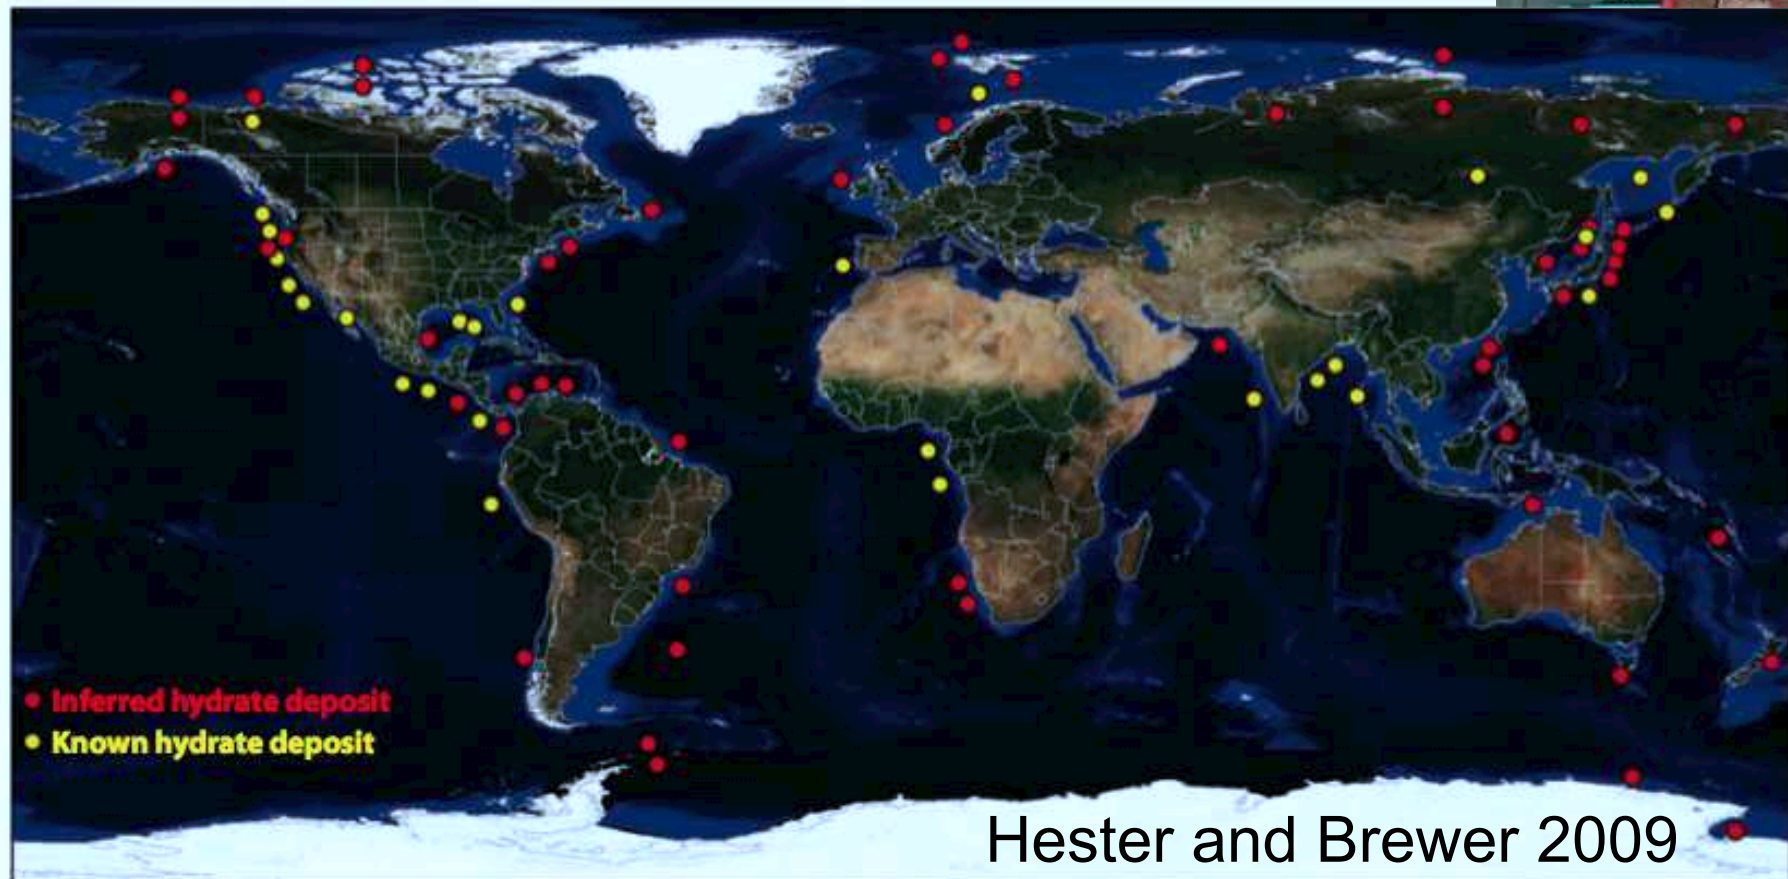 Inferred hydrate deposit
Known hydrate deposit
Hester and Brewer 2009